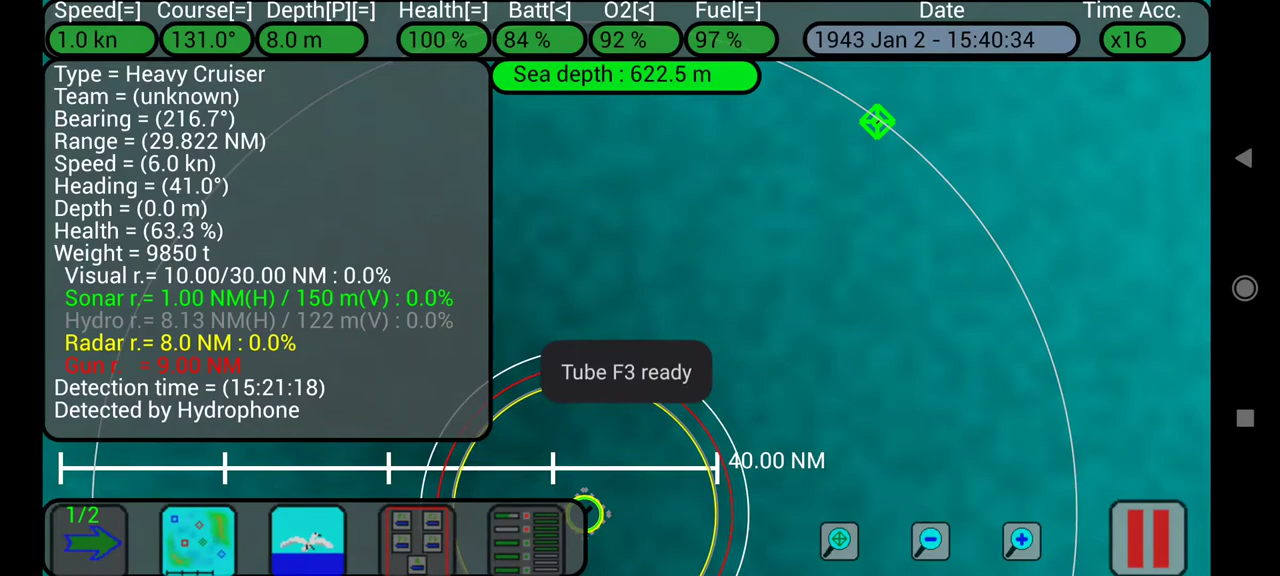 Speed[=] Course[=] Depth[P][=] Health[=] Batt[<] O2[<] Fuel[=] Date Time Acc.
1.0 kn 131.0° 8.0 m 100 % 84 % 92 % 97 % 1943 Jan 2 - 15:40:34 x16
Type = Heavy Cruiser
Sea depth : 622.5 m
Team = (unknown)
Bearing = (216.7°)
Range = (29.822 NM)
Speed = (6.0 kn)
Heading = (41.0°)
Depth = (0.0 m)
Health = (63.3 %)
Weight = 9850 t
Visual r.= 10.00/30.00 NM : 0.0%
Sonar r.= 1.00 NM(H) / 150 m(V) : 0.0%
Hydro r.= 8.13 NM(H) / 122 m(V) : 0.0%
Radar r.= 8.0 NM : 0.0%
Gun r. = 9.00 NM
Tube F3 ready
Detection time = (15:21:18)
Detected by Hydrophone
40.00 NM
1/2